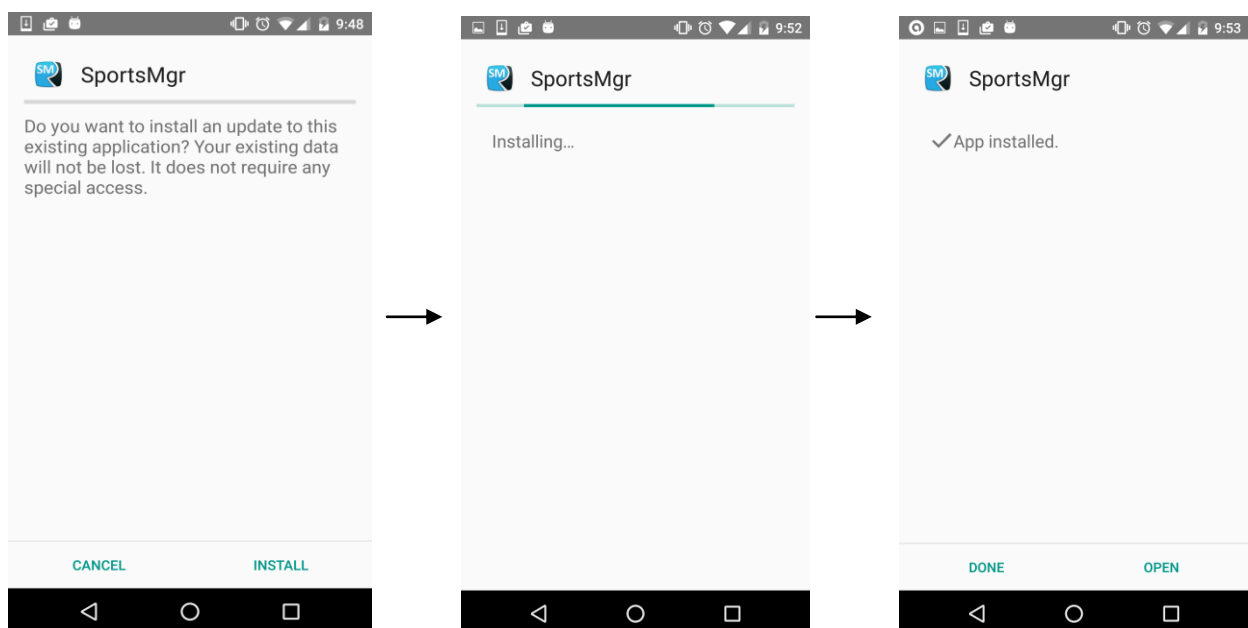 9:48
SM
SportsMgr
Do you want to install an update to this
existing application? Your existing data
will not be lost. It does not require any
special access.
CANCEL
INSTALL
9:52
SM
SportsMgr
Installing...
9:53
SM
SportsMgr
App installed.
DONE
OPEN